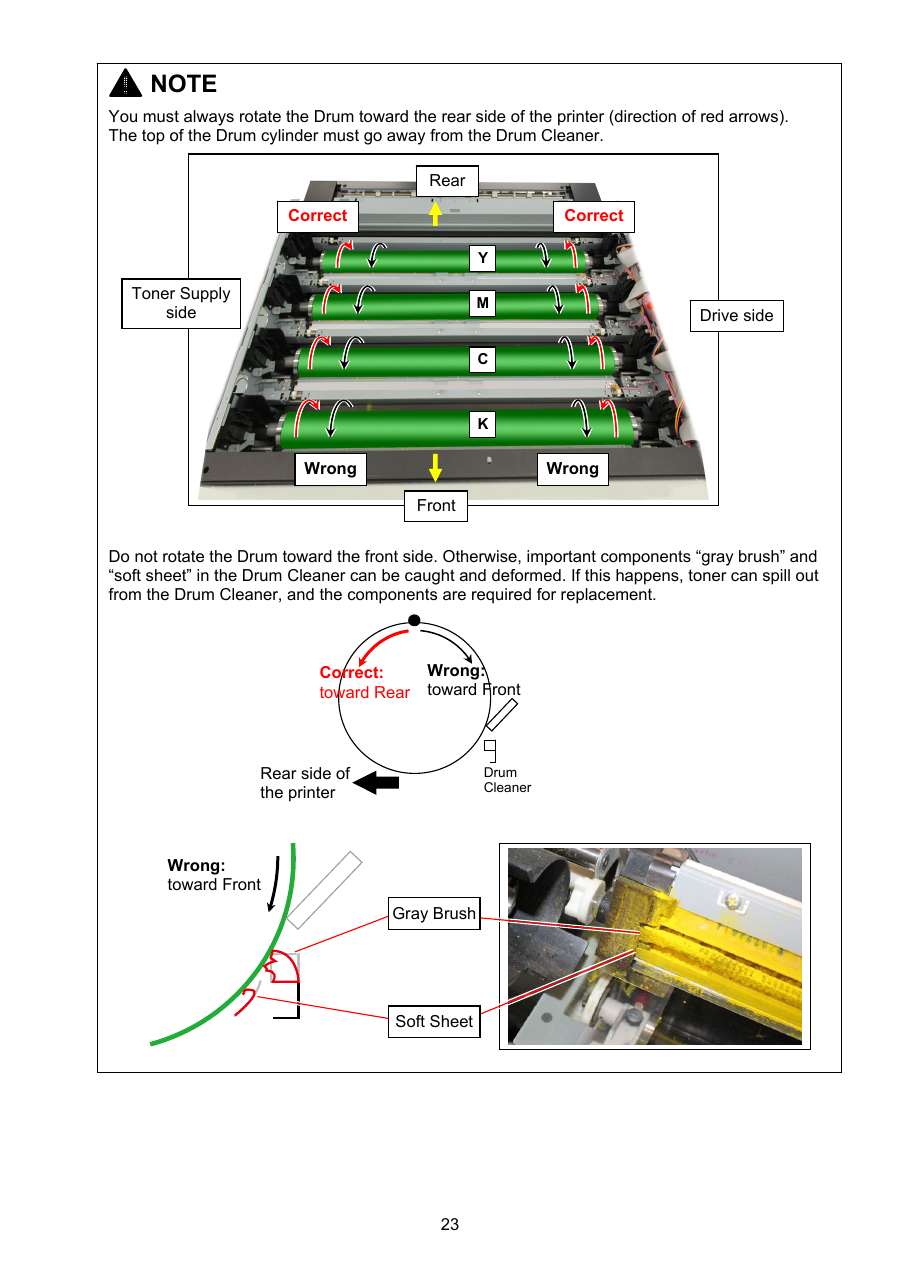 NOTE
You must always rotate the Drum toward the rear side of the printer (direction of red arrows).
The top of the Drum cylinder must go away from the Drum Cleaner.
Rear
Correct
Correct
Y
Toner Supply
side
M
Drive side
C
K
Wrong
Wrong
Front
Do not rotate the Drum toward the front side. Otherwise, important components “gray brush” and
“soft sheet” in the Drum Cleaner can be caught and deformed. If this happens, toner can spill out
from the Drum Cleaner, and the components are required for replacement.
Correct:
toward Rear
Wrong:
toward Front
Rear side of
the printer
Drum
Cleaner
Wrong:
toward Front
Gray Brush
Soft Sheet
23